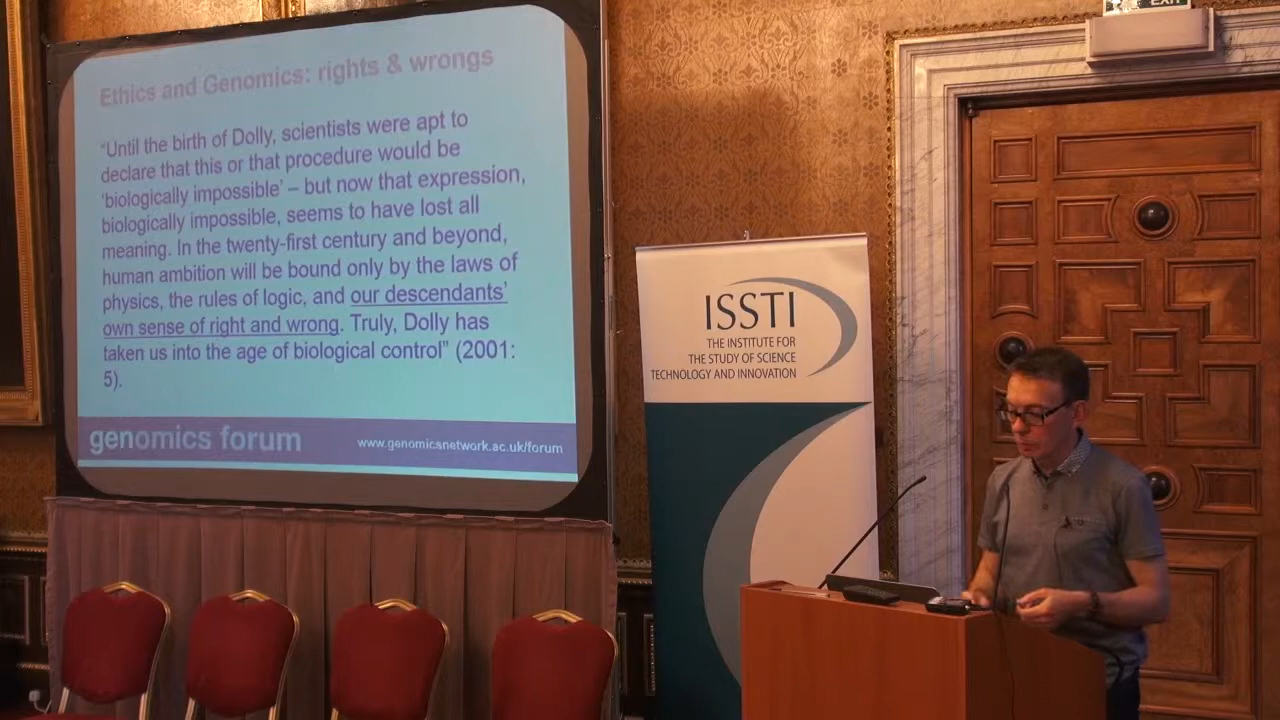 Ethics and Genomics: rights & wrongs
“Until the birth of Dolly, scientists were apt to
declare that this or that procedure would be
‘biologically impossible’ – but now that expression,
biologically impossible, seems to have lost all
meaning. In the twenty-first century and beyond,
human ambition will be bound only by the laws of
physics, the rules of logic, and our descendants’
own sense of right and wrong. Truly, Dolly has
taken us into the age of biological control” (2001:
5).
genomics forum
www.genomicsnetwork.ac.uk/forum
ISSTI
THE INSTITUTE FOR
THE STUDY OF SCIENCE
TECHNOLOGY AND INNOVATION
EXIT